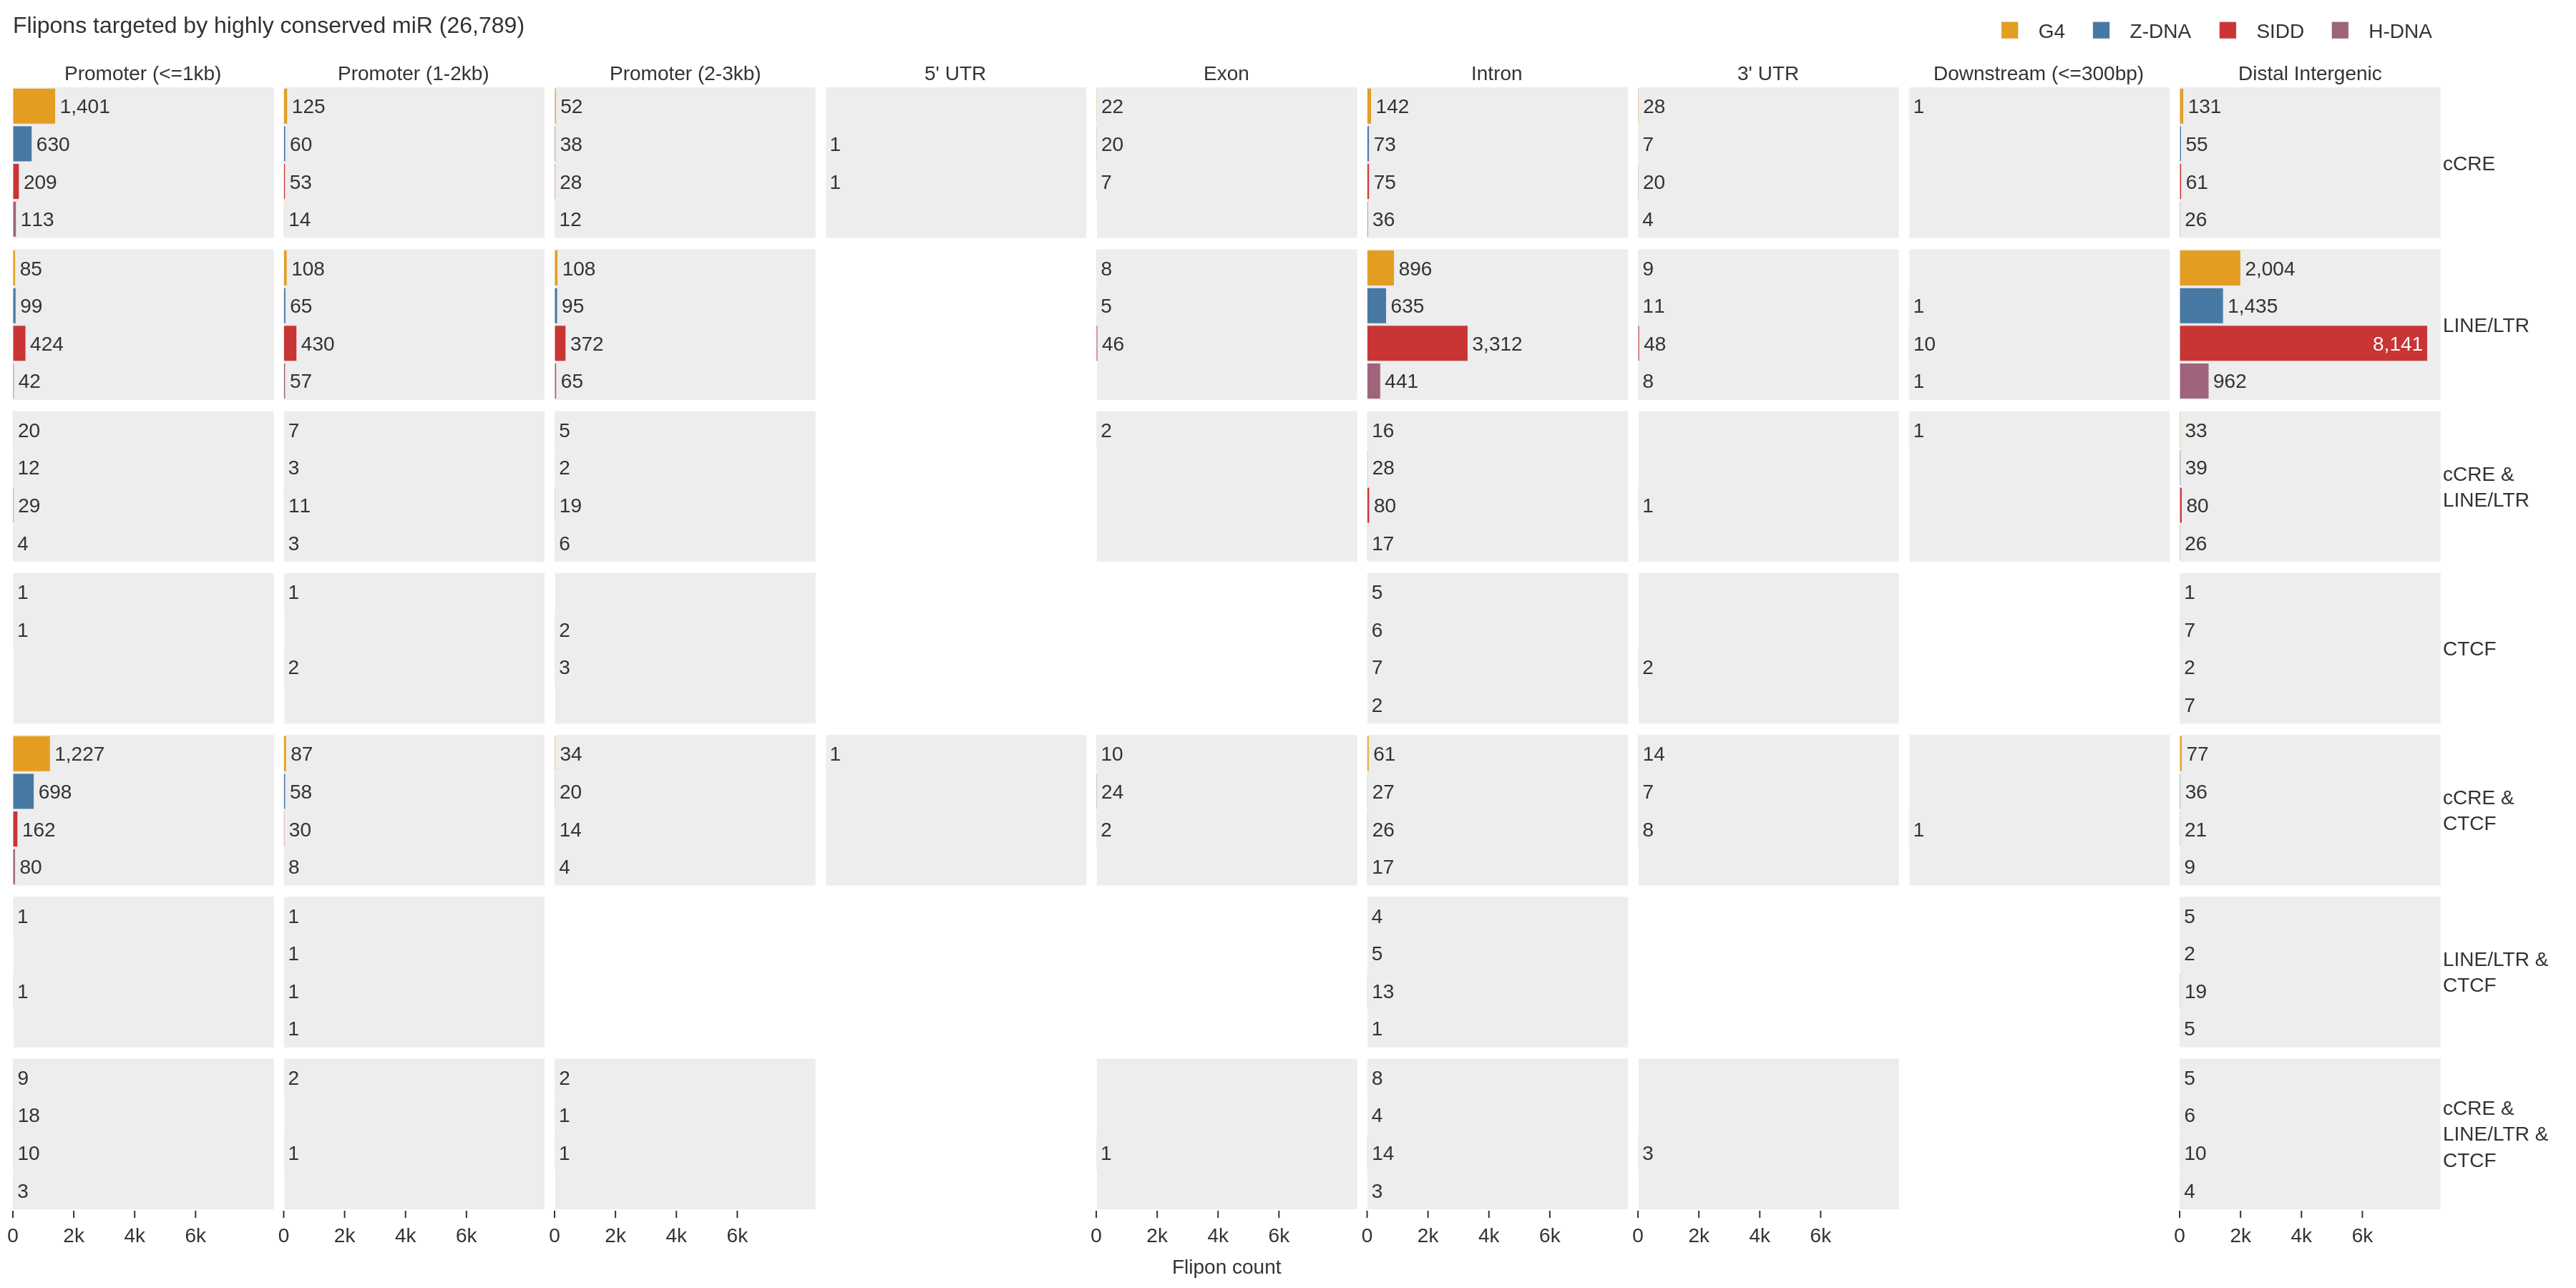 Flipons targeted by highly conserved miR (26,789)
G4 Z-DNA SIDD H-DNA
Promoter (<=1kb) Promoter (1-2kb) Promoter (2-3kb) 5' UTR Exon Intron 3' UTR Downstream (<=300bp) Distal Intergenic
1,401 125 52 22 142 28 1 131
630 60 38 1 20 73 7 55
cCRE
209 53 28 1 7 75 20 61
113 14 12 36 4 26
85 108 108 8 896 9 2,004
99 65 95 5 635 11 1 1,435
LINE/LTR
424 430 372 46 3,312 48 10 8,141
42 57 65 441 8 1 962
20 7 5 2 16 1 33
12 3 2 28 39
cCRE &
LINE/LTR
29 11 19 80 1 80
4 3 6 17 26
1 1 5 1
1 2 6 7
CTCF
2 3 7 2 2
2 7
1,227 87 34 1 10 61 14 77
698 58 20 24 27 7 36
cCRE &
CTCF
162 30 14 2 26 8 1 21
80 8 4 17 9
1 1 4 5
1 5 2
LINE/LTR &
CTCF
1 1 13 19
1 1 5
9 2 2 8 5
18 1 4 6
cCRE &
LINE/LTR &
CTCF
10 1 1 1 14 3 10
3 3 4
0 2k 4k 6k 0 2k 4k 6k 0 2k 4k 6k 0 2k 4k 6k 0 2k 4k 6k 0 2k 4k 6k 0 2k 4k 6k
Flipon count